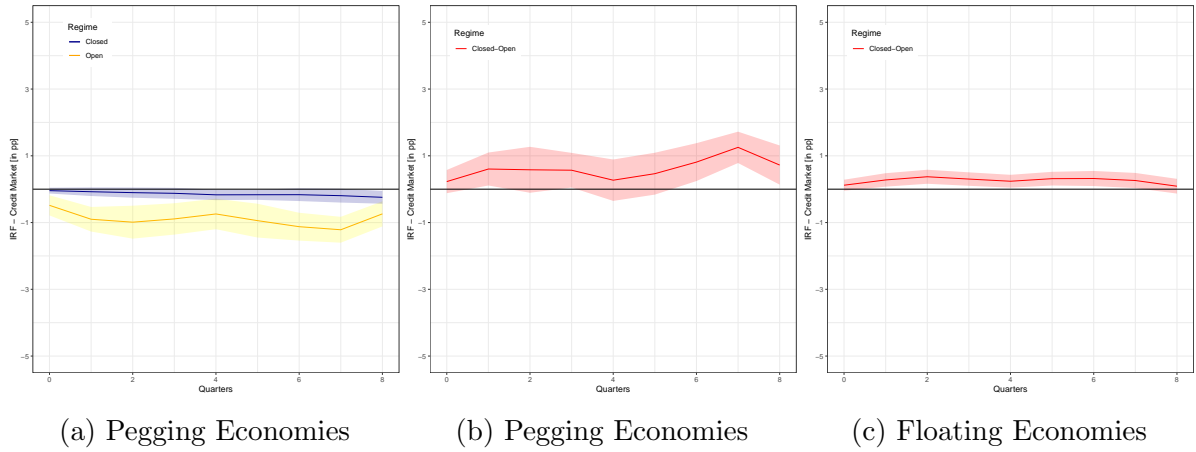 5
3
1
−1
−3
−5
IRF − Credit Market [in pp]
Regime
Closed
Open
0
2
4
6
8
Quarters
(a) Pegging Economies
5
3
1
−1
−3
−5
IRF − Credit Market [in pp]
Regime
Closed−Open
0
2
4
6
8
Quarters
(b) Pegging Economies
5
3
1
−1
−3
−5
IRF − Credit Market [in pp]
Regime
Closed−Open
0
2
4
6
8
Quarters
(c) Floating Economies